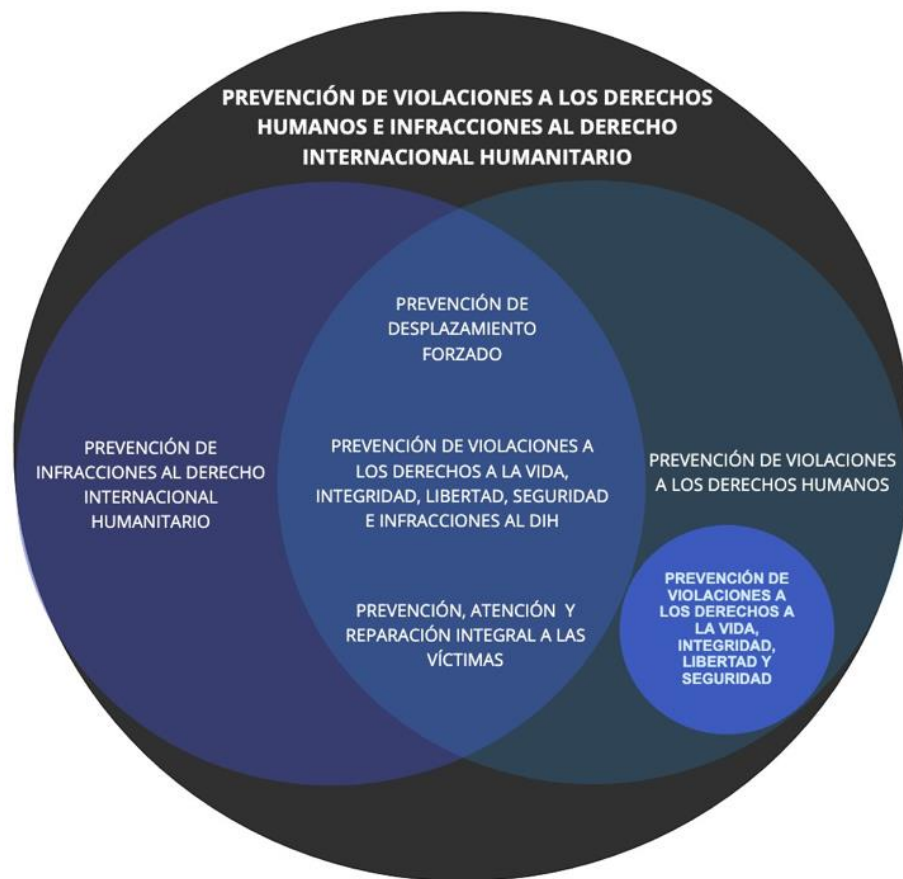 PREVENCIÓN DE VIOLACIONES A LOS DERECHOS
HUMANOS E INFRACCIONES AL DERECHO
INTERNACIONAL HUMANITARIO
PREVENCIÓN DE
DESPLAZAMIENTO
FORZADO
PREVENCIÓN DE
INFRACCIONES AL DERECHO
INTERNACIONAL
HUMANITARIO
PREVENCIÓN DE VIOLACIONES A
LOS DERECHOS A LA VIDA,
INTEGRIDAD, LIBERTAD, SEGURIDAD
E INFRACCIONES AL DIH
PREVENCIÓN DE VIOLACIONES
A LOS DERECHOS HUMANOS
PREVENCIÓN, ATENCIÓN Y
REPARACIÓN INTEGRAL A LAS
VÍCTIMAS
PREVENCIÓN DE
VIOLACIONES A
LOS DERECHOS A
LA VIDA,
INTEGRIDAD,
LIBERTAD Y
SEGURIDAD